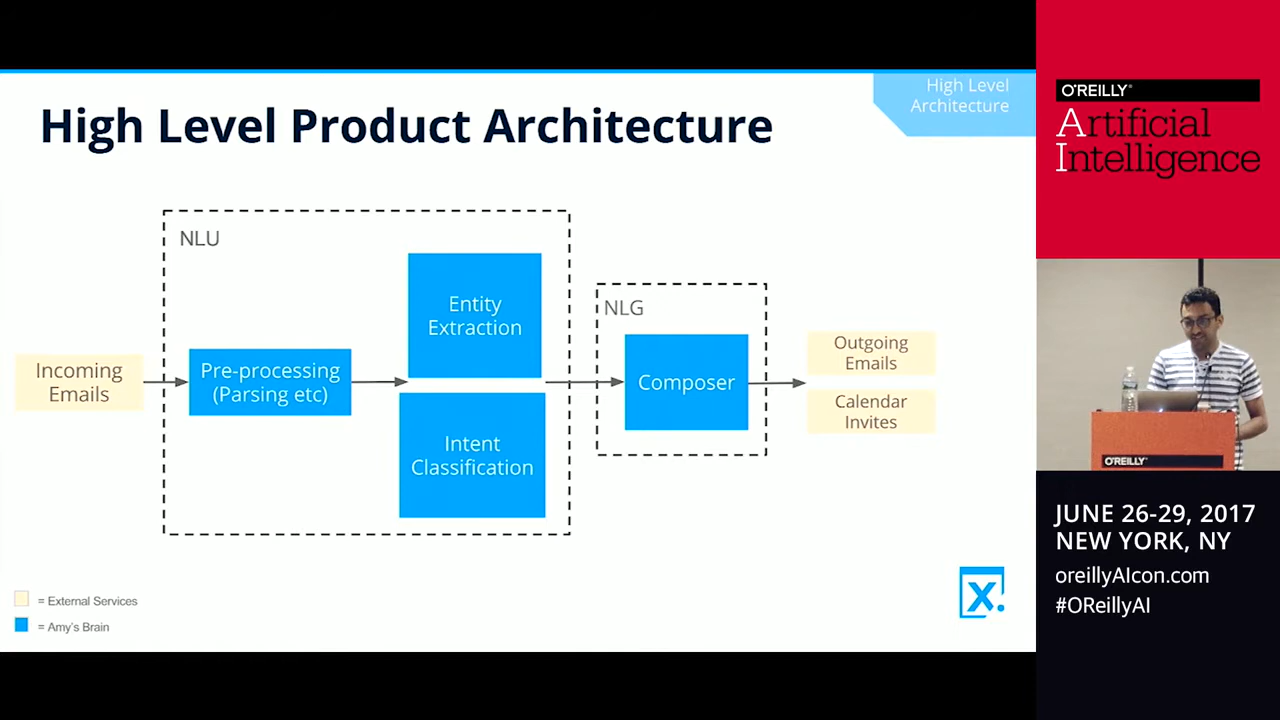 High Level
Architecture
High Level Product Architecture
NLU
Entity
Extraction
NLG
Incoming
Emails
Pre-processing
(Parsing etc)
Composer
Outgoing
Emails
Calendar
Invites
Intent
Classification
= External Services
= Amy's Brain
X.
O'REILLY®
Artificial
Intelligence
O'REILLY®
JUNE 26-29, 2017
NEW YORK, NY
oreillyAIcon.com
#OReillyAI